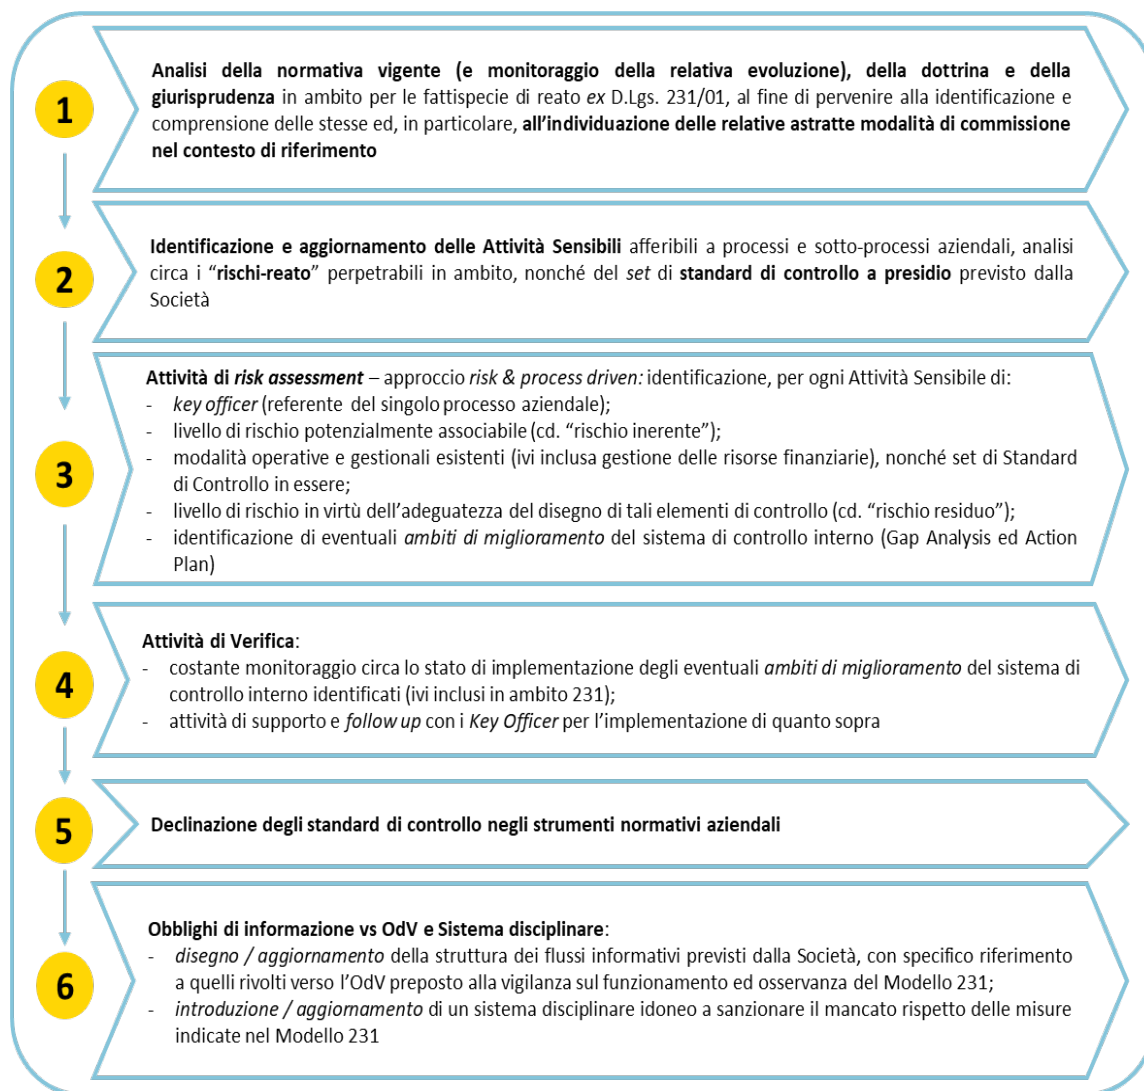 1
Analisi della normativa vigente (e monitoraggio della relativa evoluzione), della dottrina e della
giurisprudenza in ambito per le fattispecie di reato ex D.Lgs. 231/01, al fine di pervenire alla identificazione e
comprensione delle stesse ed, in particolare, all'individuazione delle relative astratte modalità di commissione
nel contesto di riferimento
2
Identificazione e aggiornamento delle Attività Sensibili afferibili a processi e sotto-processi aziendali, analisi
circa i “rischi-reato” perpetrabili in ambito, nonché del set di standard di controllo a presidio previsto dalla
Società
3
Attività di risk assessment – approccio risk & process driven: identificazione, per ogni Attività Sensibile di:
- key officer (referente del singolo processo aziendale);
- livello di rischio potenzialmente associabile (cd. “rischio inerente”);
- modalità operative e gestionali esistenti (ivi inclusa gestione delle risorse finanziarie), nonché set di Standard
di Controllo in essere;
- livello di rischio in virtù dell’adeguatezza del disegno di tali elementi di controllo (cd. “rischio residuo”);
- identificazione di eventuali ambiti di miglioramento del sistema di controllo interno (Gap Analysis ed Action
Plan)
4
Attività di Verifica:
- costante monitoraggio circa lo stato di implementazione degli eventuali ambiti di miglioramento del sistema di
controllo interno identificati (ivi inclusi in ambito 231);
- attività di supporto e follow up con i Key Officer per l’implementazione di quanto sopra
5
Declinazione degli standard di controllo negli strumenti normativi aziendali
6
Obblighi di informazione vs OdV e Sistema disciplinare:
- disegno / aggiornamento della struttura dei flussi informativi previsti dalla Società, con specifico riferimento
a quelli rivolti verso l’OdV preposto alla vigilanza sul funzionamento ed osservanza del Modello 231;
- introduzione / aggiornamento di un sistema disciplinare idoneo a sanzionare il mancato rispetto delle misure
indicate nel Modello 231